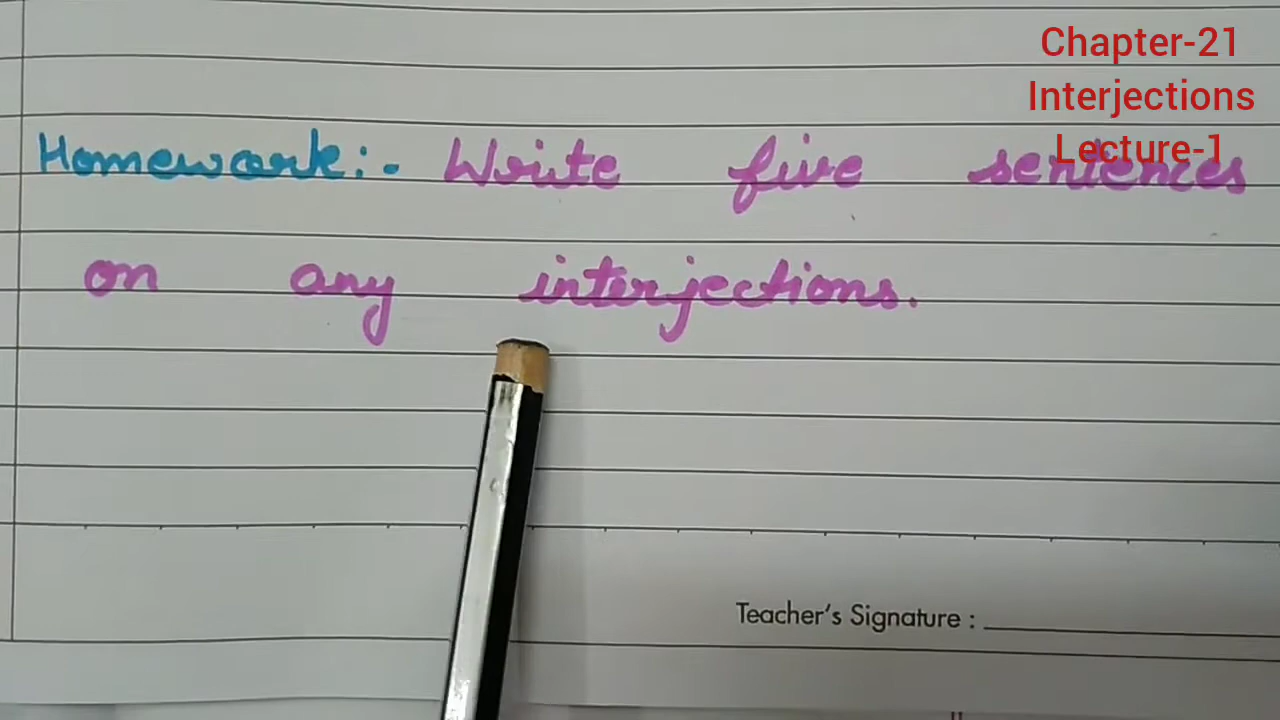 Chapter-21
Interjections
Lecture-1
Homework:- Write five sentences
on any interjections.
Teacher's Signature :